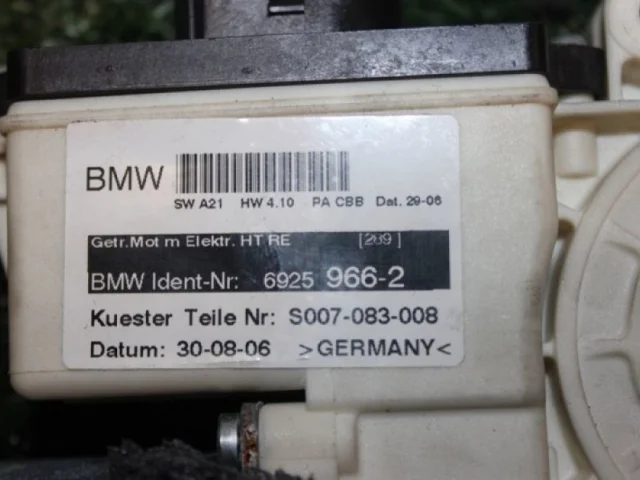 BMW
SW A21 HW 4.10 PA CBB Dat. 29-06
Getr.Mot m Elektr. HT RE [209]
BMW Ident-Nr: 6925 966-2
Kuester Teile Nr: S007-083-008
Datum: 30-08-06 >GERMANY<